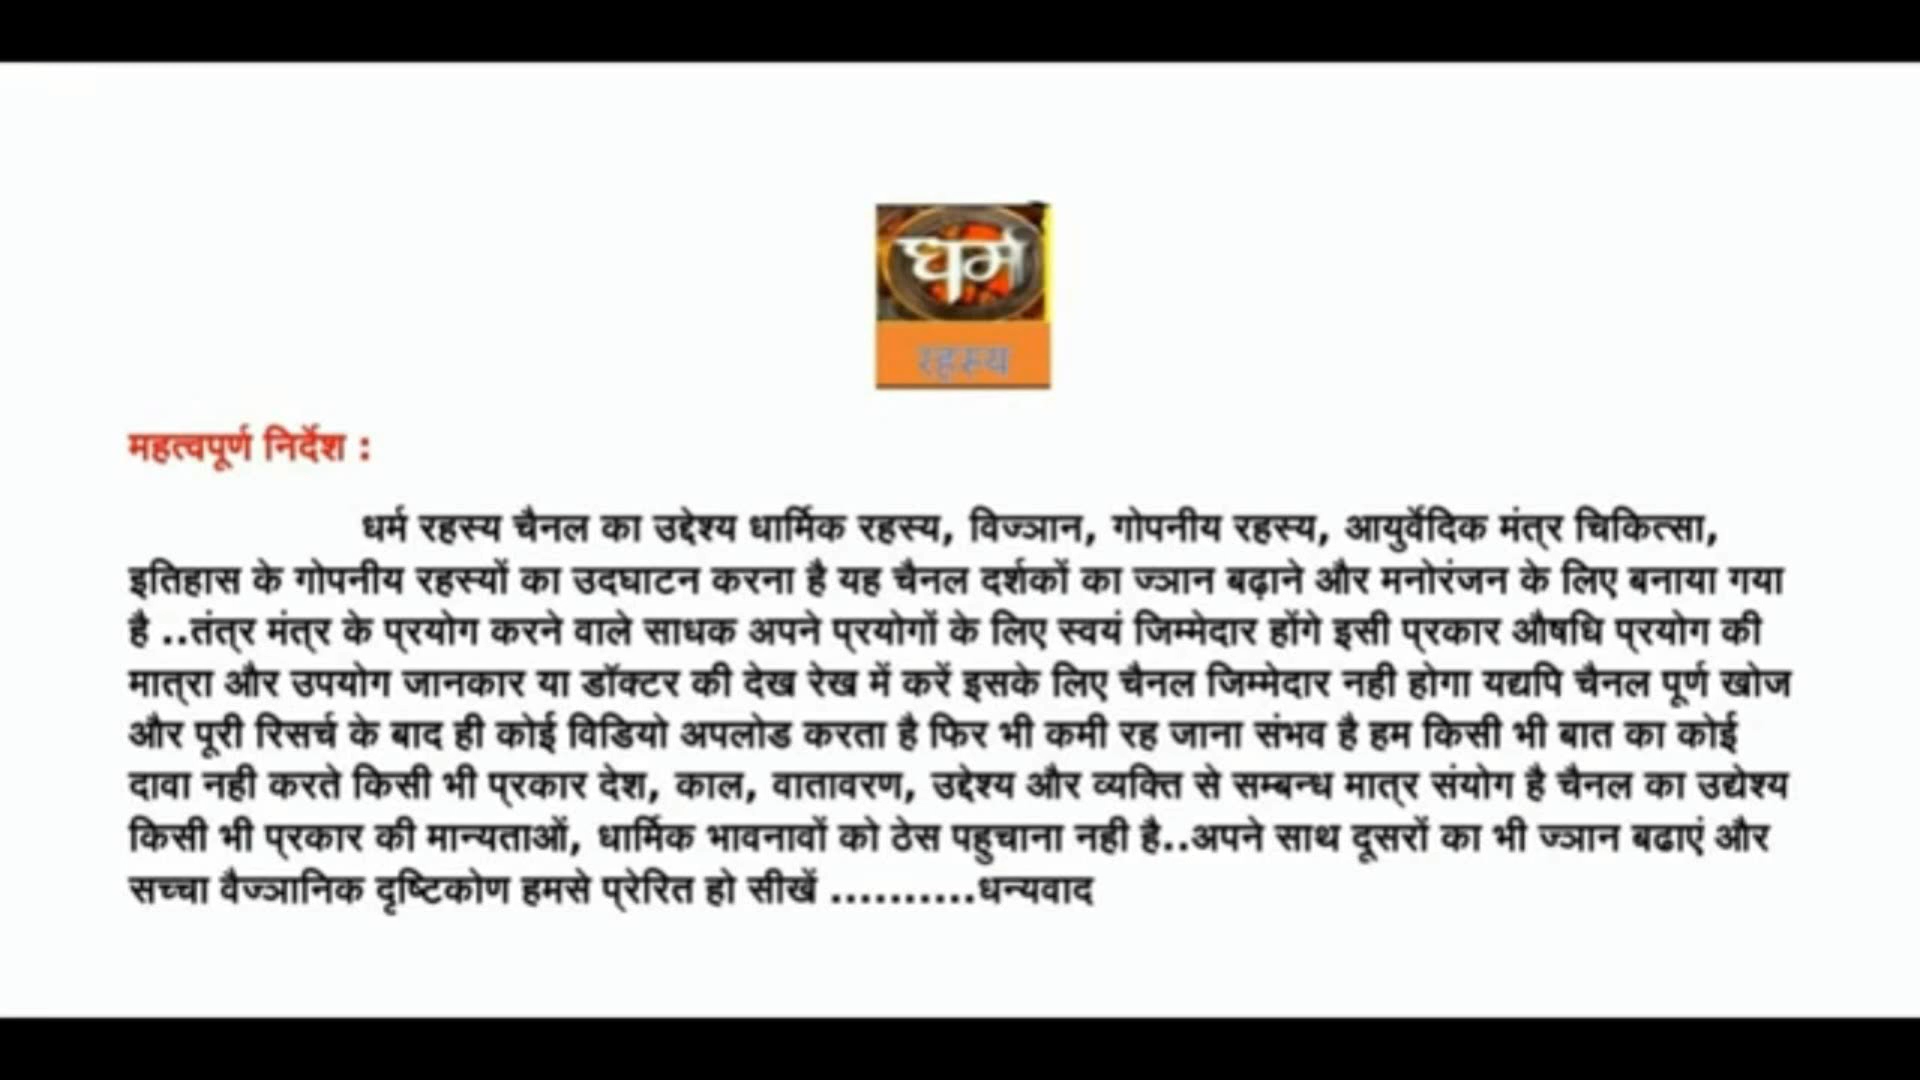 धर्म
रहस्य
महत्वपूर्ण निर्देश :
धर्म रहस्य चैनल का उद्देश्य धार्मिक रहस्य, विज्ञान, गोपनीय रहस्य, आयुर्वेदिक मंत्र चिकित्सा,
इतिहास के गोपनीय रहस्यों का उदघाटन करना है यह चैनल दर्शकों का ज्ञान बढ़ाने और मनोरंजन के लिए बनाया गया
है ..तंत्र मंत्र के प्रयोग करने वाले साधक अपने प्रयोगों के लिए स्वयं जिम्मेदार होंगे इसी प्रकार औषधि प्रयोग की
मात्रा और उपयोग जानकार या डॉक्टर की देख रेख में करें इसके लिए चैनल जिम्मेदार नही होगा यद्यपि चैनल पूर्ण खोज
और पूरी रिसर्च के बाद ही कोई विडियो अपलोड करता है फिर भी कमी रह जाना संभव है हम किसी भी बात का कोई
दावा नही करते किसी भी प्रकार देश, काल, वातावरण, उद्देश्य और व्यक्ति से सम्बन्ध मात्र संयोग है चैनल का उद्येश्य
किसी भी प्रकार की मान्यताओं, धार्मिक भावनावों को ठेस पहुचाना नही है..अपने साथ दूसरों का भी ज्ञान बढाएं और
सच्चा वैज्ञानिक दृष्टिकोण हमसे प्रेरित हो सीखें ..........धन्यवाद